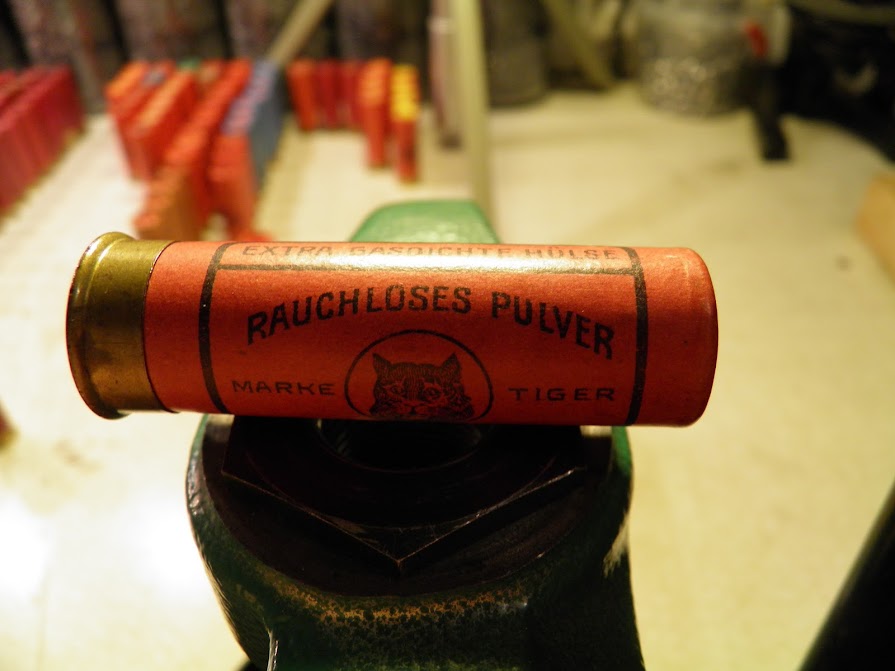 EXTRA GASDICHTE HÜLSE
RAUCHLOSES PULVER
MARKE TIGER